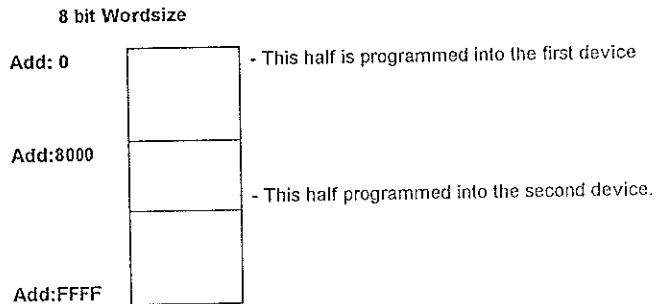 8 bit Wordsize
Add: 0
- This half is programmed into the first device
Add:8000
- This half programmed into the second device.
Add:FFFF